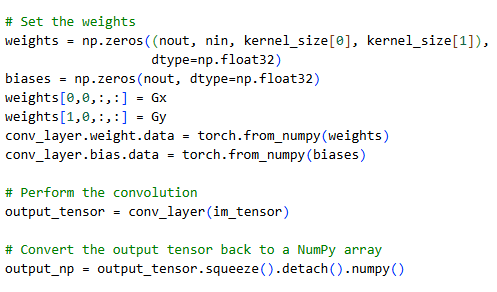 # Set the weights
weights = np.zeros((nout, nin, kernel_size[0], kernel_size[1]),
                   dtype=np.float32)
biases = np.zeros(nout, dtype=np.float32)
weights[0,0,:,:] = Gx
weights[1,0,:,:] = Gy
conv_layer.weight.data = torch.from_numpy(weights)
conv_layer.bias.data = torch.from_numpy(biases)

# Perform the convolution
output_tensor = conv_layer(im_tensor)

# Convert the output tensor back to a NumPy array
output_np = output_tensor.squeeze().detach().numpy()